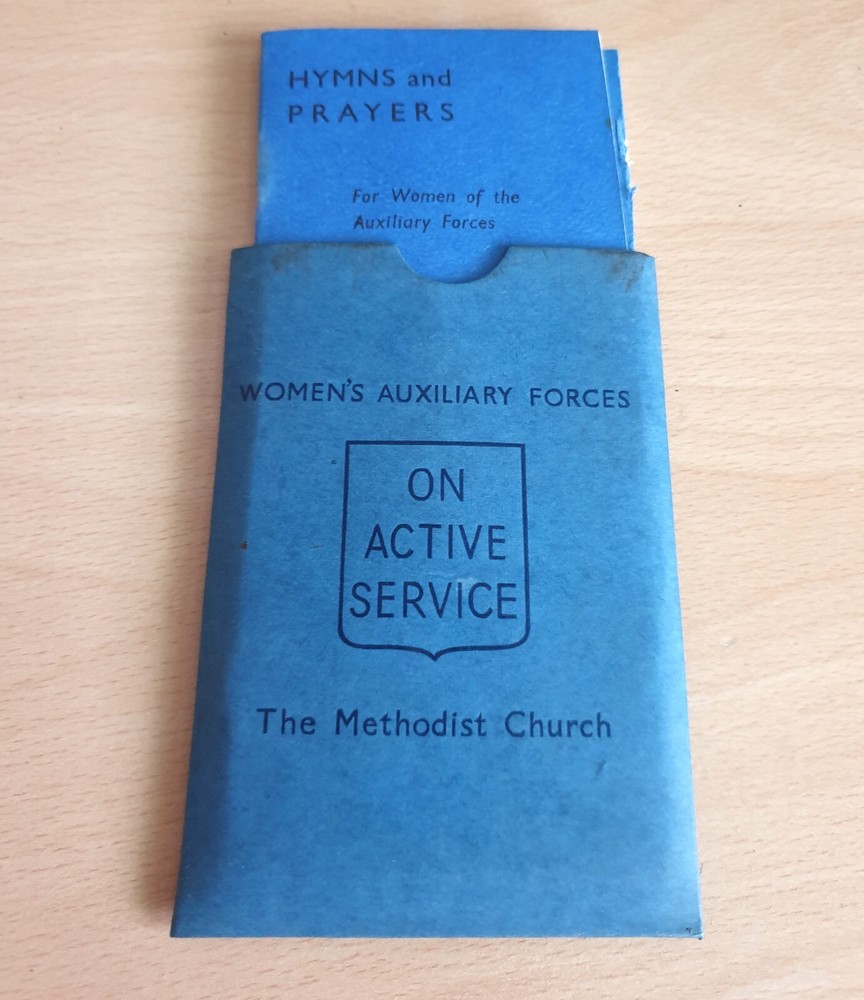 HYMNS and
PRAYERS
For Women of the
Auxiliary Forces
WOMEN'S AUXILIARY FORCES
ON
ACTIVE
SERVICE
The Methodist Church